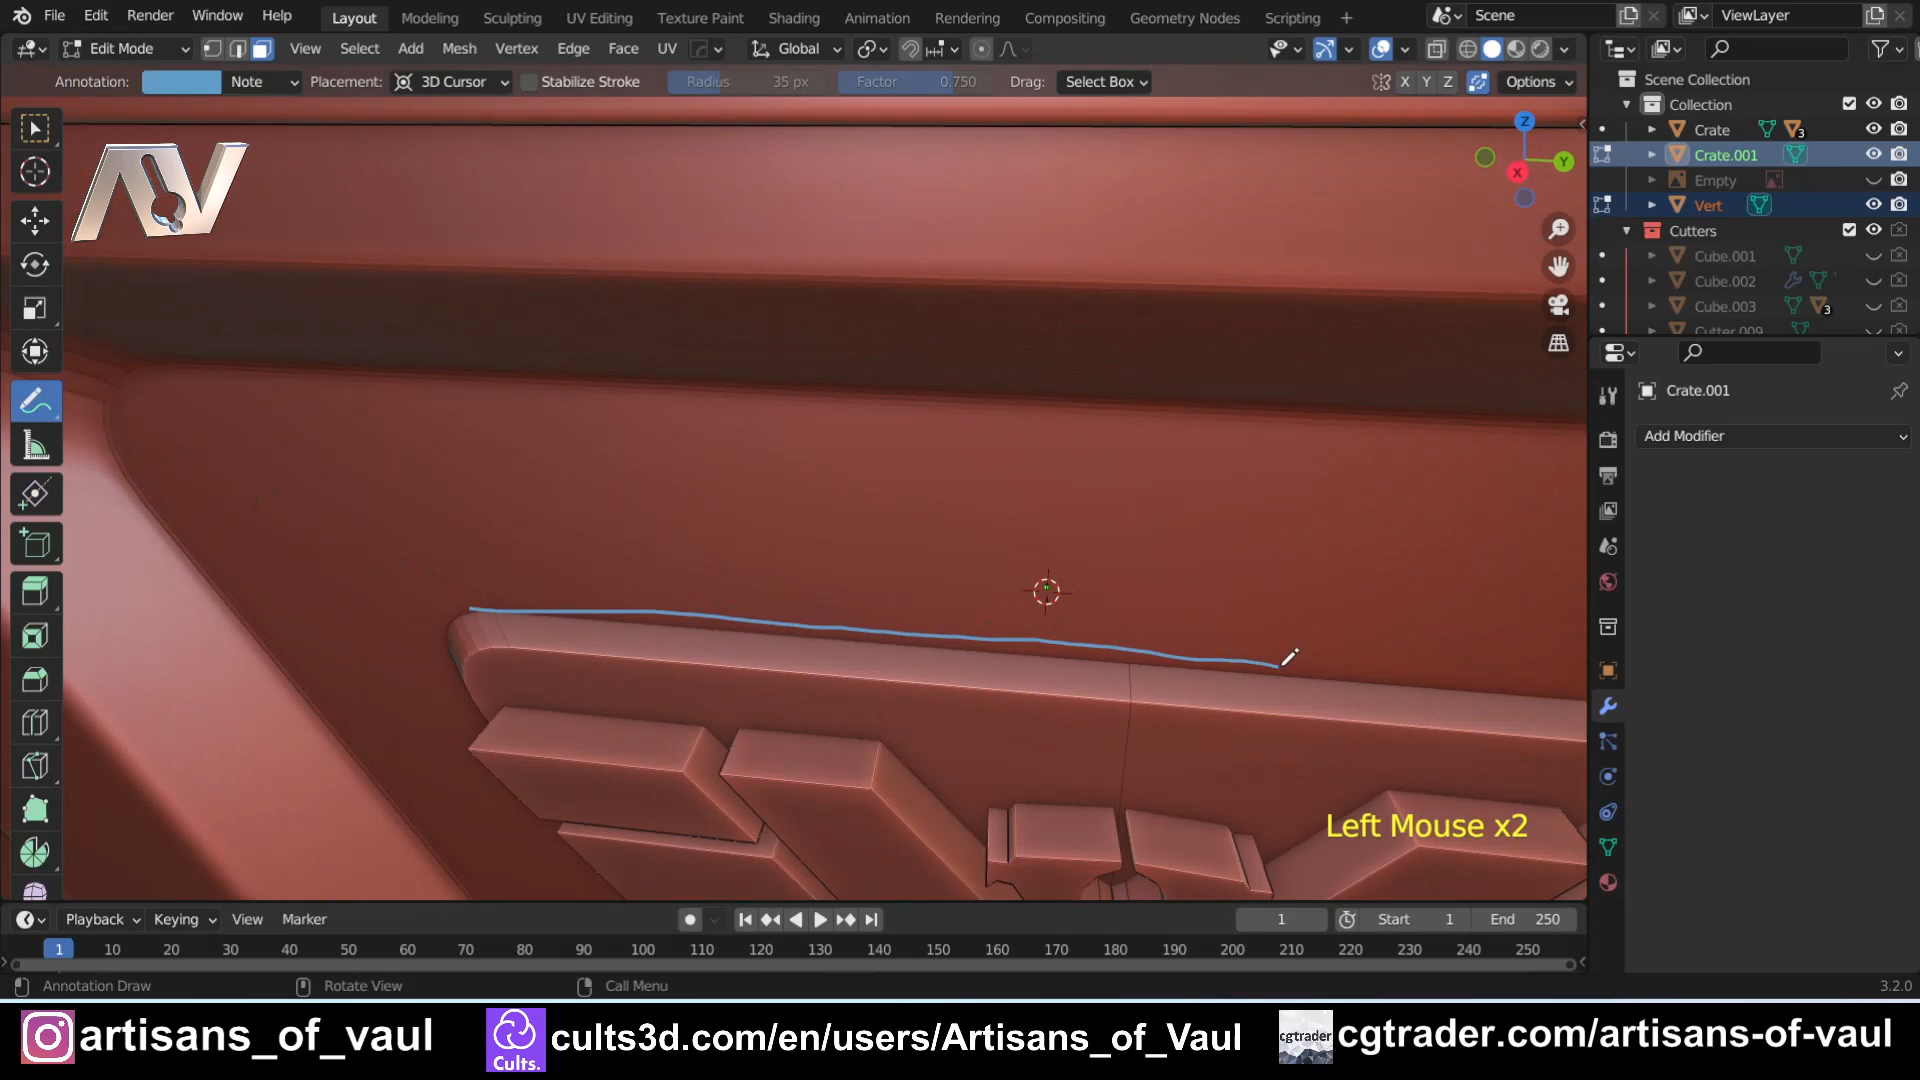 File Edit Render Window Help Layout Modeling Sculpting UV Editing Texture Paint Shading Animation Rendering Compositing Geometry Nodes Scripting + Scene ViewLayer
Edit Mode View Select Add Mesh Vertex Edge Face UV Global
Annotation: Note Placement: 3D Cursor Stabilize Stroke Radius 35 px Factor 0.750 Drag: Select Box X Y Z Options
Scene Collection
Collection
Crate 3
Crate.001
Empty
Vert
Cutters
Cube.001
Cube.002
Cube.003 3
Cutter.009
Z
Y
X
AV
Crate.001
Add Modifier
Left Mouse x2
Playback Keying View Marker 1 Start 1 End 250
1 10 20 30 40 50 60 70 80 90 100 110 120 130 140 150 160 170 180 190 200 210 220 230 240 250
Annotation Draw Rotate View Call Menu 3.2.0
artisans_of_vaul Cults. cults3d.com/en/users/Artisans_of_Vaul cgtrader cgtrader.com/artisans-of-vaul